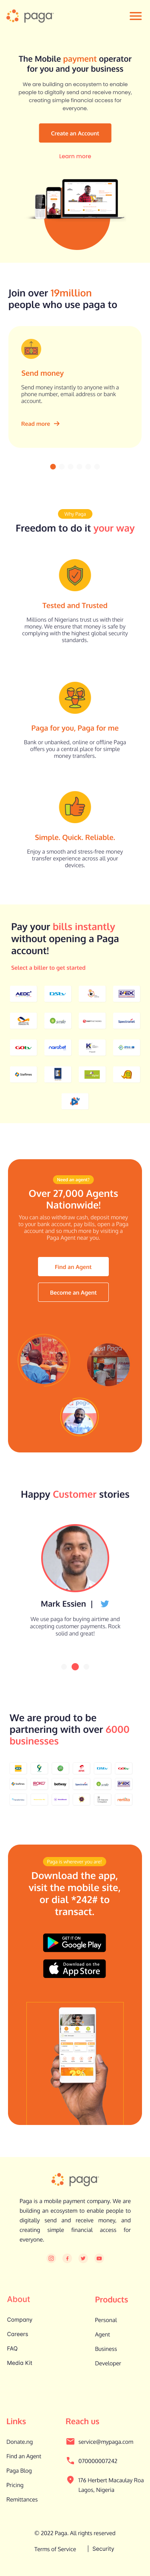 paga
The Mobile payment operator
for you and your business
We are building an ecosystem to enable
people to digitally send and receive money,
creating simple financial access for
everyone.
Create an Account
Learn more
Join over 19million
people who use paga to
Send money
Send money instantly to anyone with a
phone number, email address or bank
account.
Read more →
Why Paga
Freedom to do it your way
Tested and Trusted
Millions of Nigerians trust us with their
money. We ensure that money is safe by
complying with the highest global security
standards.
Paga for you, Paga for me
Bank or unbanked, online or offline Paga
offers you a central place for simple
money transfers.
Simple. Quick. Reliable.
Enjoy a smooth and stress-free money
transfer experience across all your
devices.
Pay your bills instantly
without opening a Paga
account!
Select a biller to get started
AEDC
DStv
GOtv
Need an agent?
Over 27,000 Agents
Nationwide!
You can also withdraw cash, deposit money
to your bank account, pay bills, open a Paga
account and so much more by visiting a
Paga Agent near you.
Find an Agent
Become an Agent
Happy Customer stories
Mark Essien |
We use paga for buying airtime and
accepting customer payments. Rock
solid and great!
We are proud to be
partnering with over 6000
businesses
DStv
GOtv
betway
Paga is wherever you are!
Download the app,
visit the mobile site,
or dial *242# to
transact.
GET IT ON
Google Play
Download on the
App Store
paga
Paga is a mobile payment company. We are
building an ecosystem to enable people to
digitally send and receive money, and
creating simple financial access for
everyone.
About
Company
Careers
FAQ
Media Kit
Products
Personal
Agent
Business
Developer
Links
Donate.ng
Find an Agent
Paga Blog
Pricing
Remittances
Reach us
service@mypaga.com
070000007242
176 Herbert Macaulay Roa
Lagos, Nigeria
© 2022 Paga. All rights reserved
Terms of Service | Security